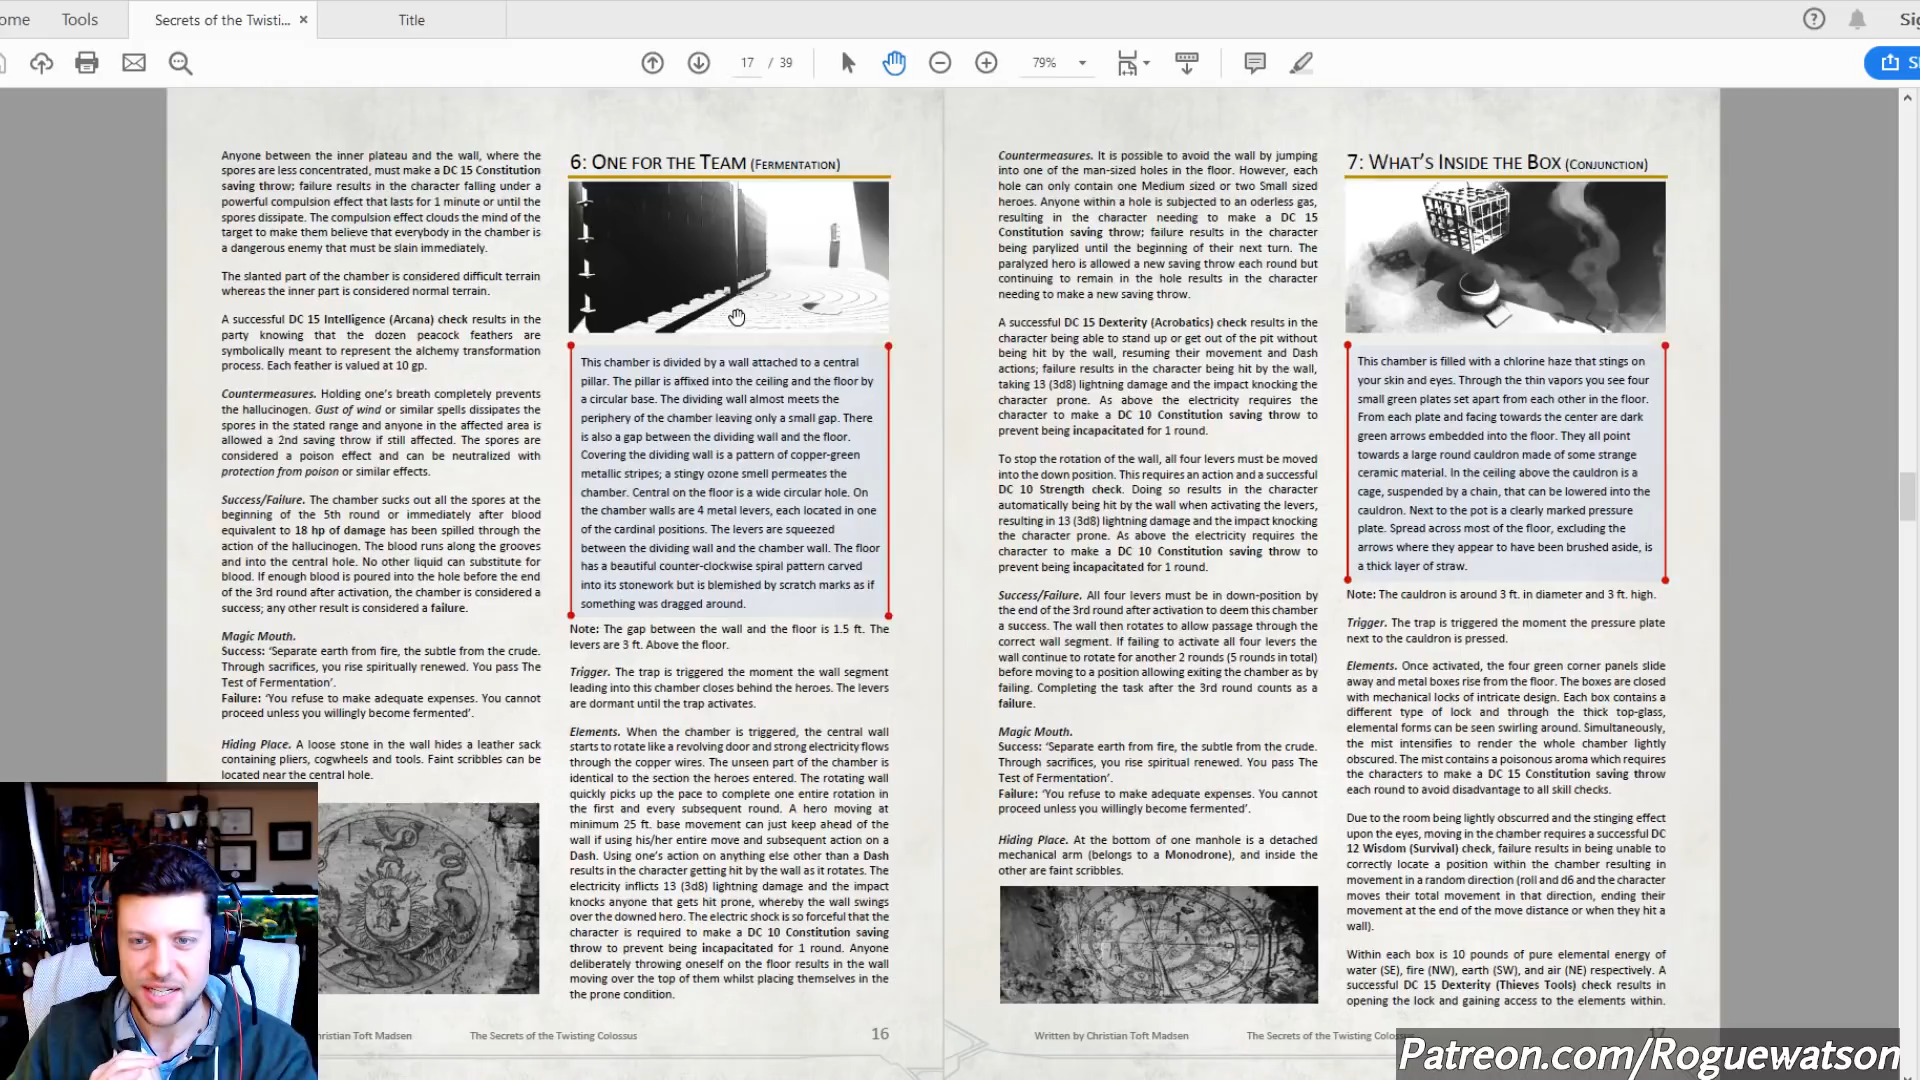 ome
Tools
Secrets of the Twisti...
Title
17 / 39
79%
Anyone between the inner plateau and the wall, where the
spores are less concentrated, must make a DC 15 Constitution
saving throw; failure results in the character falling under a
powerful compulsion effect that lasts for 1 minute or until the
spores dissipate. The compulsion effect clouds the mind of the
target to make them believe that everybody in the chamber is
a dangerous enemy that must be slain immediately.
The slanted part of the chamber is considered difficult terrain
whereas the inner part is considered normal terrain.
A successful DC 15 Intelligence (Arcana) check results in the
party knowing that the dozen peacock feathers are
symbolically meant to represent the alchemy transformation
process. Each feather is valued at 10 gp.
Countermeasures. Holding one's breath completely prevents
the hallucinogen. Gust of wind or similar spells dissipates the
spores in the stated range and anyone in the affected area is
allowed a 2nd saving throw if still affected. The spores are
considered a poison effect and can be neutralized with
protection from poison or similar effects.
Success/Failure. The chamber sucks out all the spores at the
beginning of the 5th round or immediately after blood
equivalent to 18 hp of damage has been spilled through the
action of the hallucinogen. The blood runs along the grooves
and into the central hole. No other liquid can substitute for
blood. If enough blood is poured into the hole before the end
of the 3rd round after activation, the chamber is considered a
success; any other result is considered a failure.
Magic Mouth.
Success: 'Separate earth from fire, the subtle from the crude.
Through sacrifices, you rise spiritually renewed. You pass The
Test of Fermentation'.
Failure: 'You refuse to make adequate expenses. You cannot
proceed unless you willingly become fermented'.
Hiding Place. A loose stone in the wall hides a leather sack
containing pliers, cogwheels and tools. Faint scribbles can be
located near the central hole.
6: ONE FOR THE TEAM (FERMENTATION)
This chamber is divided by a wall attached to a central
pillar. The pillar is affixed into the ceiling and the floor by
a circular base. The dividing wall almost meets the
periphery of the chamber leaving only a small gap. There
is also a gap between the dividing wall and the floor.
Covering the dividing wall is a pattern of copper-green
metallic stripes; a stingy ozone smell permeates the
chamber. Central on the floor is a wide circular hole. On
the chamber walls are 4 metal levers, each located in one
of the cardinal positions. The levers are squeezed
between the dividing wall and the chamber wall. The floor
has a beautiful counter-clockwise spiral pattern carved
into its stonework but is blemished by scratch marks as if
something was dragged around.
Note: The gap between the wall and the floor is 1.5 ft. The
levers are 3 ft. Above the floor.
Trigger. The trap is triggered the moment the wall segment
leading into this chamber closes behind the heroes. The levers
are dormant until the trap activates.
Elements. When the chamber is triggered, the central wall
starts to rotate like a revolving door and strong electricity flows
through the copper wires. The unseen part of the chamber is
identical to the section the heroes entered. The rotating wall
quickly picks up the pace to complete one entire rotation in
the first and every subsequent round. A hero moving at
minimum 25 ft. base movement can just keep ahead of the
wall if using his/her entire move and subsequent action on a
Dash. Using one's action on anything else other than a Dash
results in the character getting hit by the wall as it rotates. The
electricity inflicts 13 (3d8) lightning damage and the impact
knocks anyone that gets hit prone, whereby the wall swings
over the downed hero. The electric shock is so forceful that the
character is required to make a DC 10 Constitution saving
throw to prevent being incapacitated for 1 round. Anyone
deliberately throwing oneself on the floor results in the wall
moving over the top of them whilst placing themselves in the
the prone condition.
ristian Toft Madsen
The Secrets of the Twisting Colossus
16
Countermeasures. It is possible to avoid the wall by jumping
into one of the man-sized holes in the floor. However, each
hole can only contain one Medium sized or two Small sized
heroes. Anyone within a hole is subjected to an oderless gas,
resulting in the character needing to make a DC 15
Constitution saving throw; failure results in the character
being parylized until the beginning of their next turn. The
paralyzed hero is allowed a new saving throw each round but
continuing to remain in the hole results in the character
needing to make a new saving throw.
A successful DC 15 Dexterity (Acrobatics) check results in the
character being able to stand up or get out of the pit without
being hit by the wall, resuming their movement and Dash
actions; failure results in the character being hit by the wall,
taking 13 (3d8) lightning damage and the impact knocking the
character prone. As above the electricity requires the
character to make a DC 10 Constitution saving throw to
prevent being incapacitated for 1 round.
To stop the rotation of the wall, all four levers must be moved
into the down position. This requires an action and a successful
DC 10 Strength check. Doing so results in the character
automatically being hit by the wall when activating the levers,
resulting in 13 (3d8) lightning damage and the impact knocking
the character prone. As above the electricity requires the
character to make a DC 10 Constitution saving throw to
prevent being incapacitated for 1 round.
Success/Failure. All four levers must be in down-position by
the end of the 3rd round after activation to deem this chamber
a success. The wall then rotates to allow passage through the
correct wall segment. If failing to activate all four levers the
wall continue to rotate for another 2 rounds (5 rounds in total)
before moving to a position allowing exiting the chamber as by
failing. Completing the task after the 3rd round counts as a
failure.
Magic Mouth.
Success: 'Separate earth from fire, the subtle from the crude.
Through sacrifices, you rise spiritual renewed. You pass The
Test of Fermentation'.
Failure: 'You refuse to make adequate expenses. You cannot
proceed unless you willingly become fermented'.
Hiding Place. At the bottom of one manhole is a detached
mechanical arm (belongs to a Monodrone), and inside the
other are faint scribbles.
7: WHAT'S INSIDE THE BOX (CONJUNCTION)
This chamber is filled with a chlorine haze that stings on
your skin and eyes. Through the thin vapors you see four
small green plates set apart from each other in the floor.
From each plate and facing towards the center are dark
green arrows embedded into the floor. They all point
towards a large round cauldron made of some strange
ceramic material. In the ceiling above the cauldron is a
cage, suspended by a chain, that can be lowered into the
cauldron. Next to the pot is a clearly marked pressure
plate. Spread across most of the floor, excluding the
arrows where they appear to have been brushed aside, is
a thick layer of straw.
Note: The cauldron is around 3 ft. in diameter and 3 ft. high.
Trigger. The trap is triggered the moment the pressure plate
next to the cauldron is pressed.
Elements. Once activated, the four green corner panels slide
away and metal boxes rise from the floor. The boxes are closed
with mechanical locks of intricate design. Each box contains a
different type of lock and through the thick top-glass,
elemental forms can be seen swirling around. Simultaneously,
the mist intensifies to render the whole chamber lightly
obscured. The mist contains a poisonous aroma which requires
the characters to make a DC 15 Constitution saving throw
each round to avoid disadvantage to all skill checks.
Due to the room being lightly obscured and the stinging effect
upon the eyes, moving in the chamber requires a successful DC
12 Wisdom (Survival) check, failure results in being unable to
correctly locate a position within the chamber resulting in
movement in a random direction (roll and d6 and the character
moves their total movement in that direction, ending their
movement at the end of the move distance or when they hit a
wall).
Within each box is 10 pounds of pure elemental energy of
water (SE), fire (NW), earth (SW), and air (NE) respectively. A
successful DC 15 Dexterity (Thieves Tools) check results in
opening the lock and gaining access to the elements within.
Written by Christian Toft Madsen
The Secrets of the Twisting Colossus
Patreon.com/Roguewatson